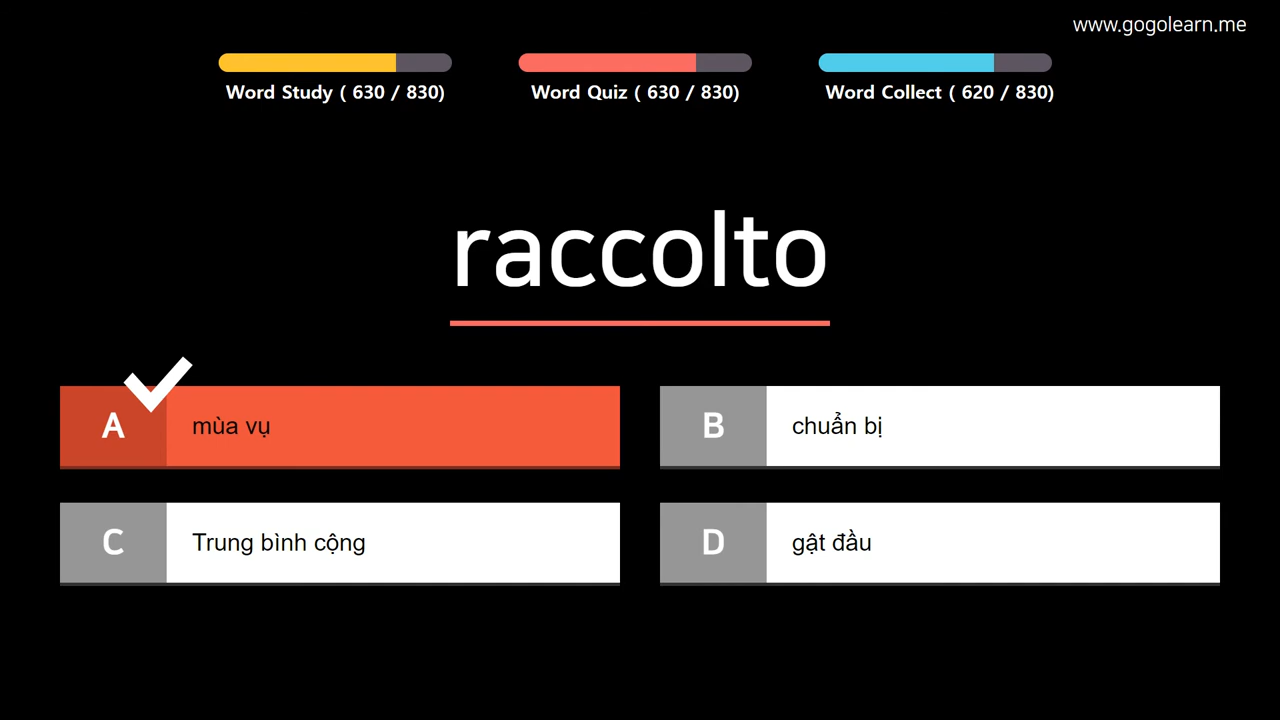 www.gogolearn.me
Word Study ( 630 / 830)
Word Quiz ( 630 / 830)
Word Collect ( 620 / 830)
raccolto
A mùa vụ
B chuẩn bị
C Trung bình cộng
D gật đầu